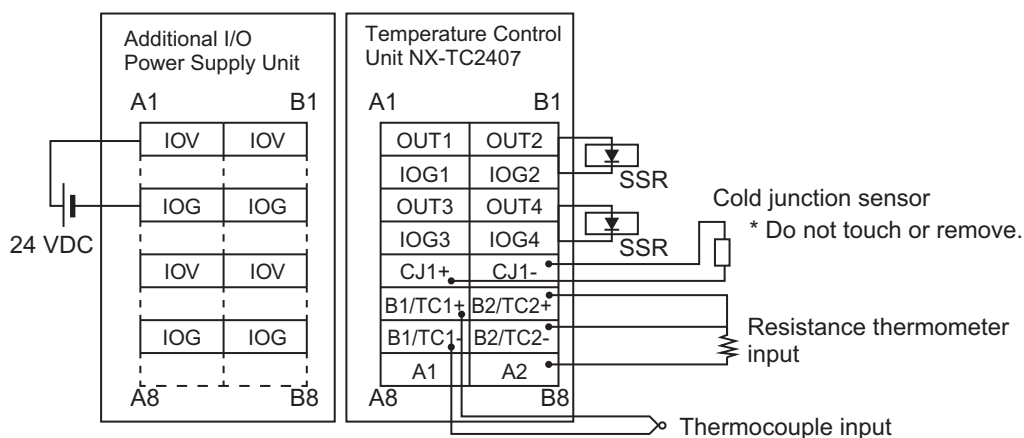 Additional I/O
Power Supply Unit
A1 B1
IOV IOV
IOG IOG
IOV IOV
IOG IOG
A8 B8
24 VDC
Temperature Control
Unit NX-TC2407
A1 B1
OUT1 OUT2
IOG1 IOG2
OUT3 OUT4
IOG3 IOG4
CJ1+ CJ1-
B1/TC1+ B2/TC2+
B1/TC1- B2/TC2-
A1 A2
A8 B8
SSR
SSR
Cold junction sensor
* Do not touch or remove.
Resistance thermometer
input
Thermocouple input